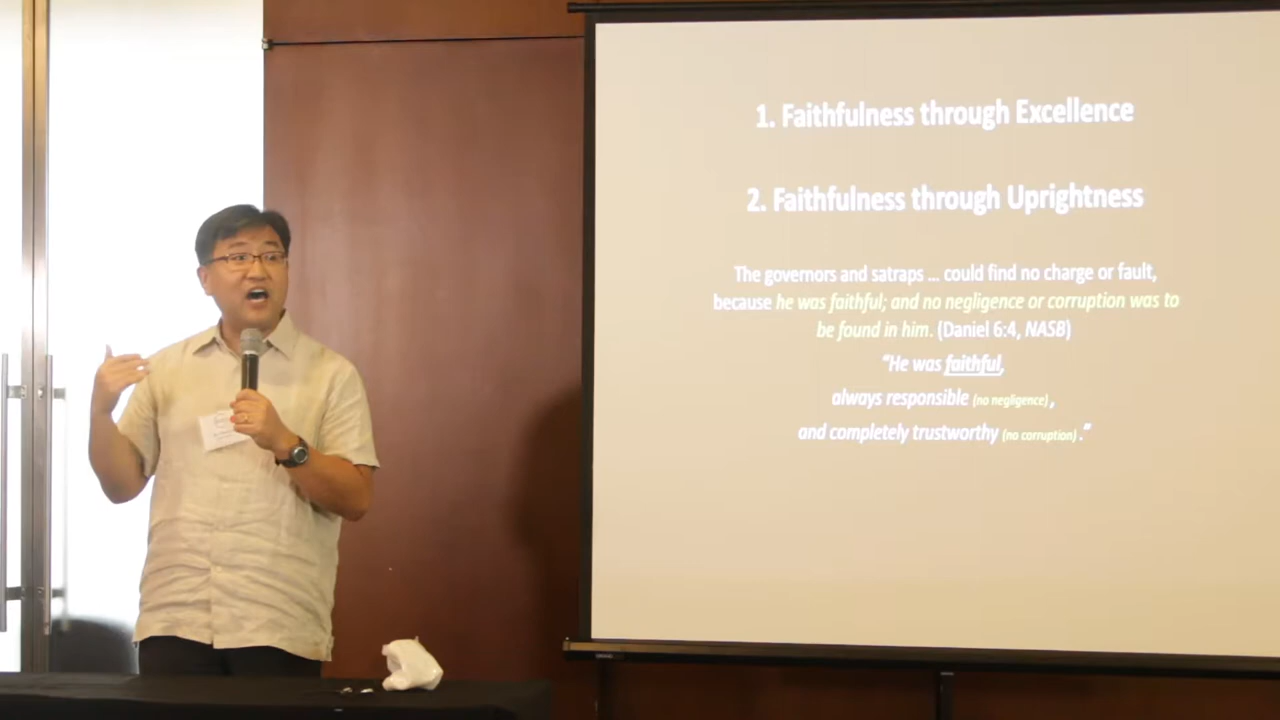 1. Faithfulness through Excellence
2. Faithfulness through Uprightness
The governors and satraps ... could find no charge or fault,
because he was faithful; and no negligence or corruption was to
be found in him. (Daniel 6:4, NASB)
“He was faithful,
always responsible (no negligence) ,
and completely trustworthy (no corruption) .”